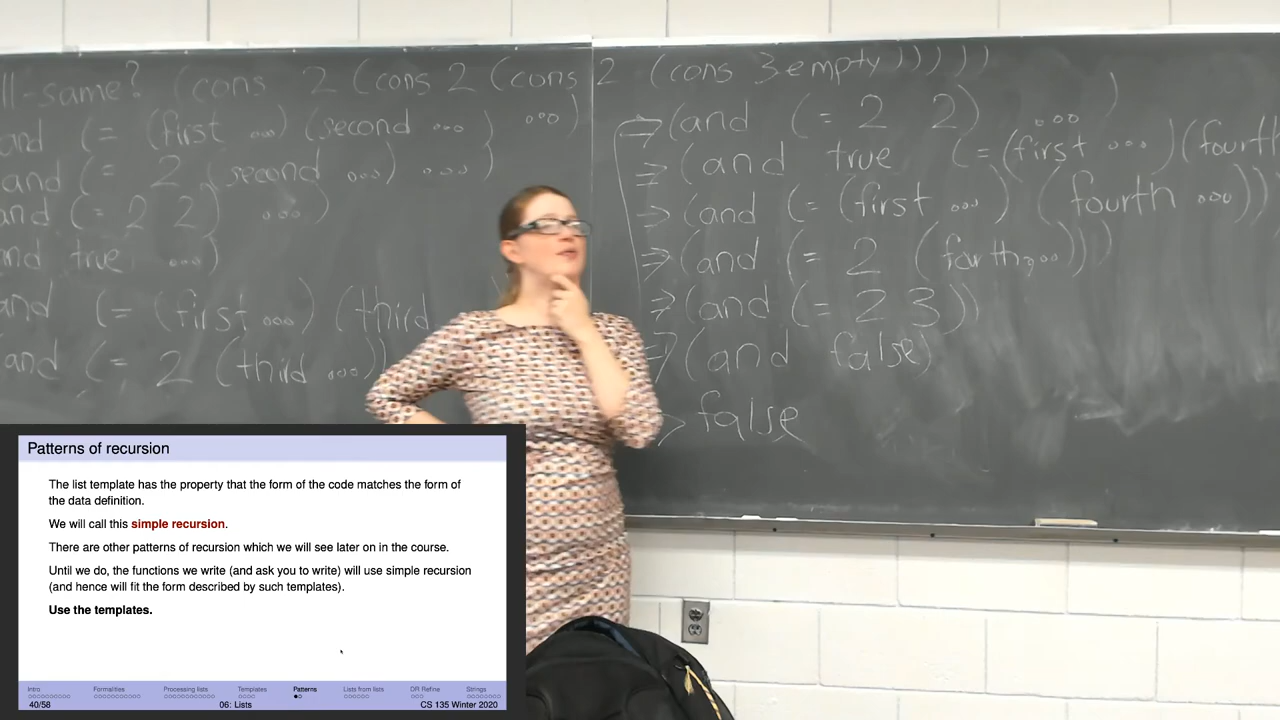 ll-same? (cons 2 (cons 2 (cons 2 (cons 3 empty)))))
and (= (first ...) (second ...) ...)
and (= 2 (second ...) ...)
and (= 2 2) ...)
and true ...)
and (= (first ...) (third
and (= 2 (third ...))
⇒ (and (= 2 2) ...)
⇒ (and true (= (first ...) (fourth
⇒ (and (= (first ...) (fourth ...)))
⇒ (and (= 2 (fourth ...)))
⇒ (and (= 2 3))
⇒ (and false)
false
Patterns of recursion
The list template has the property that the form of the code matches the form of
the data definition.
We will call this simple recursion.
There are other patterns of recursion which we will see later on in the course.
Until we do, the functions we write (and ask you to write) will use simple recursion
(and hence will fit the form described by such templates).
Use the templates.
Intro Formalities Processing lists Templates Patterns Lists from lists DR Refine Strings
40/58 06: Lists CS 135 Winter 2020